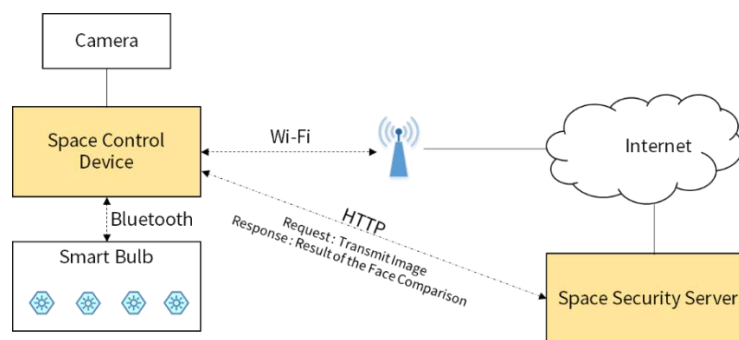 Camera
Space Control
Device
Wi-Fi
Internet
Bluetooth
HTTP
Request : Transmit Image
Response : Result of the Face Comparison
Smart Bulb
Space Security Server